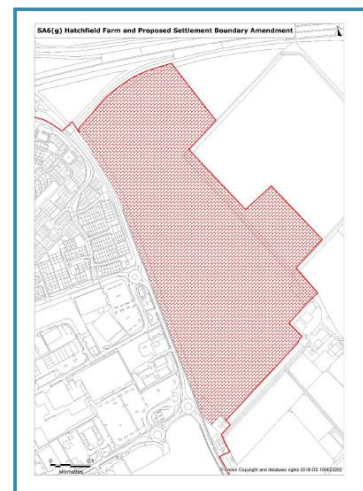 SA6(g) Hatchfield Farm and Proposed Settlement Boundary Amendment
N
© Crown Copyright and database rights 2018 OS 100023282